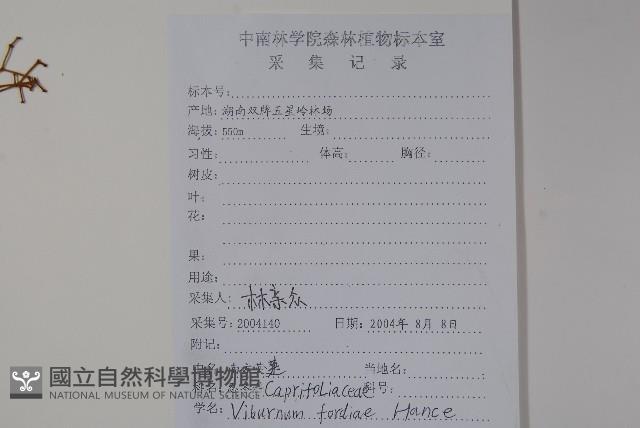 中南林学院森林植物标本室
采集记录
标本号:
产地: 湖南双牌五星岭林场
海拔: 550m 生境:
习性: 体高: 胸径:
树皮:
叶:
花:
果:
用途:
采集人: 林亲众
采集号: 2004140 日期: 2004年 8月 8日
附记:
当地名:
Caprifoliaceae 科号:
学名: Viburnum fordiae Hance
國立自然科學博物館
NATIONAL MUSEUM OF NATURAL SCIENCE